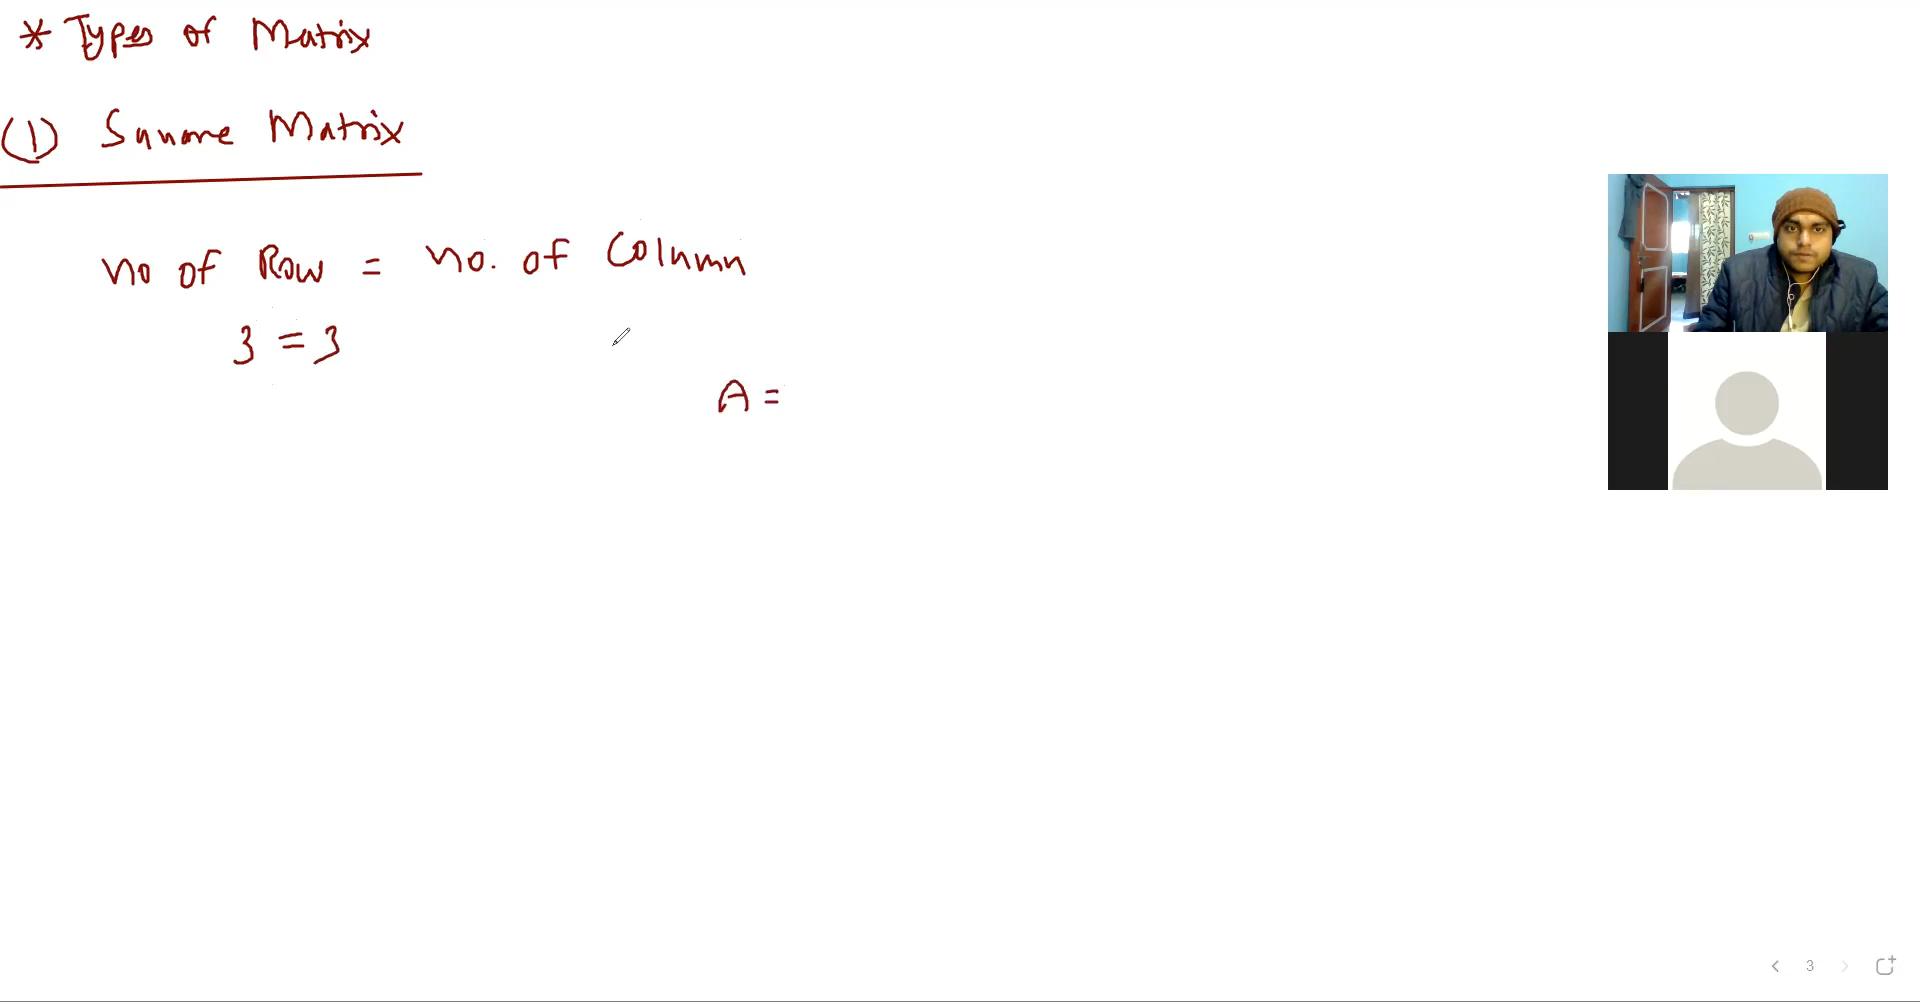 * Types of Matrix
(1) Square Matrix
no of Row = no. of Column
3 = 3
A =
3